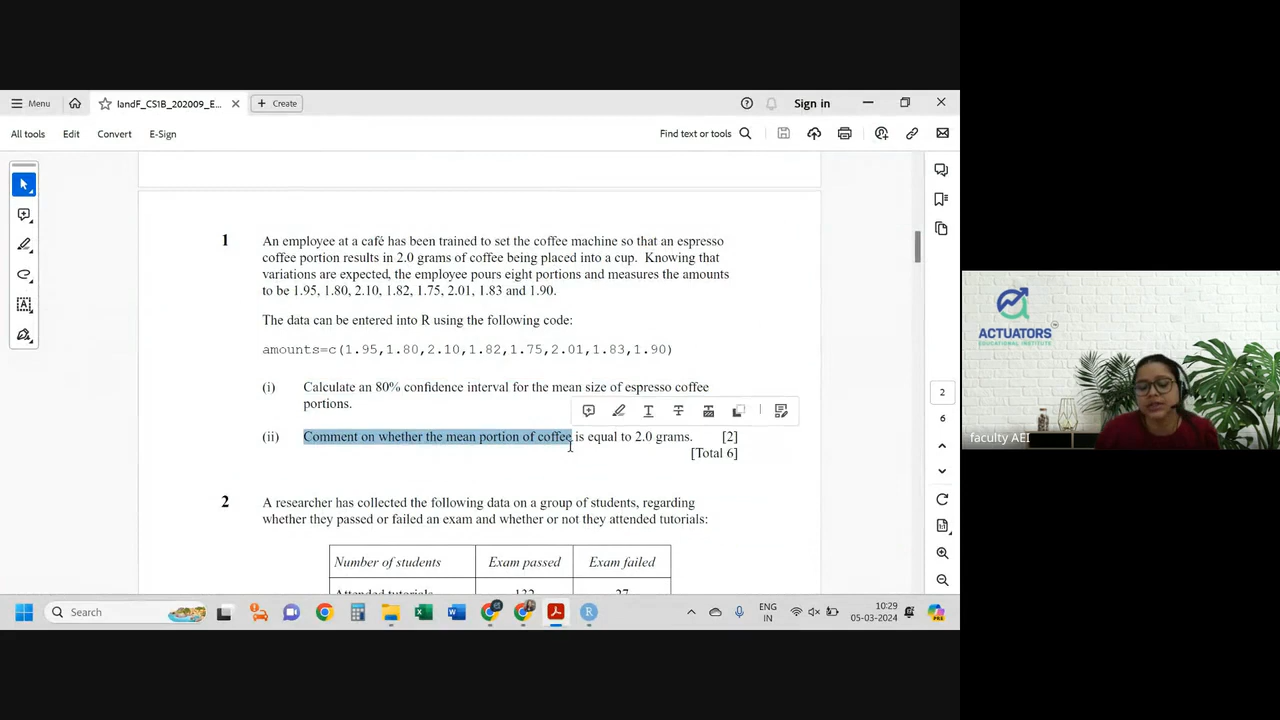 Menu
IandF_CS1B_202009_E...
Create
Sign in
All tools
Edit
Convert
E-Sign
Find text or tools
1 An employee at a café has been trained to set the coffee machine so that an espresso
coffee portion results in 2.0 grams of coffee being placed into a cup. Knowing that
variations are expected, the employee pours eight portions and measures the amounts
to be 1.95, 1.80, 2.10, 1.82, 1.75, 2.01, 1.83 and 1.90.
The data can be entered into R using the following code:
amounts=c(1.95,1.80,2.10,1.82,1.75,2.01,1.83,1.90)
(i) Calculate an 80% confidence interval for the mean size of espresso coffee
portions.
(ii) Comment on whether the mean portion of coffee is equal to 2.0 grams. [2]
[Total 6]
2 A researcher has collected the following data on a group of students, regarding
whether they passed or failed an exam and whether or not they attended tutorials:
Number of students Exam passed Exam failed
Attended tutorials 132 27
2
6
ACTUATORS
EDUCATIONAL INSTITUTE
faculty AEI
Search
ENG
IN
10:29
05-03-2024